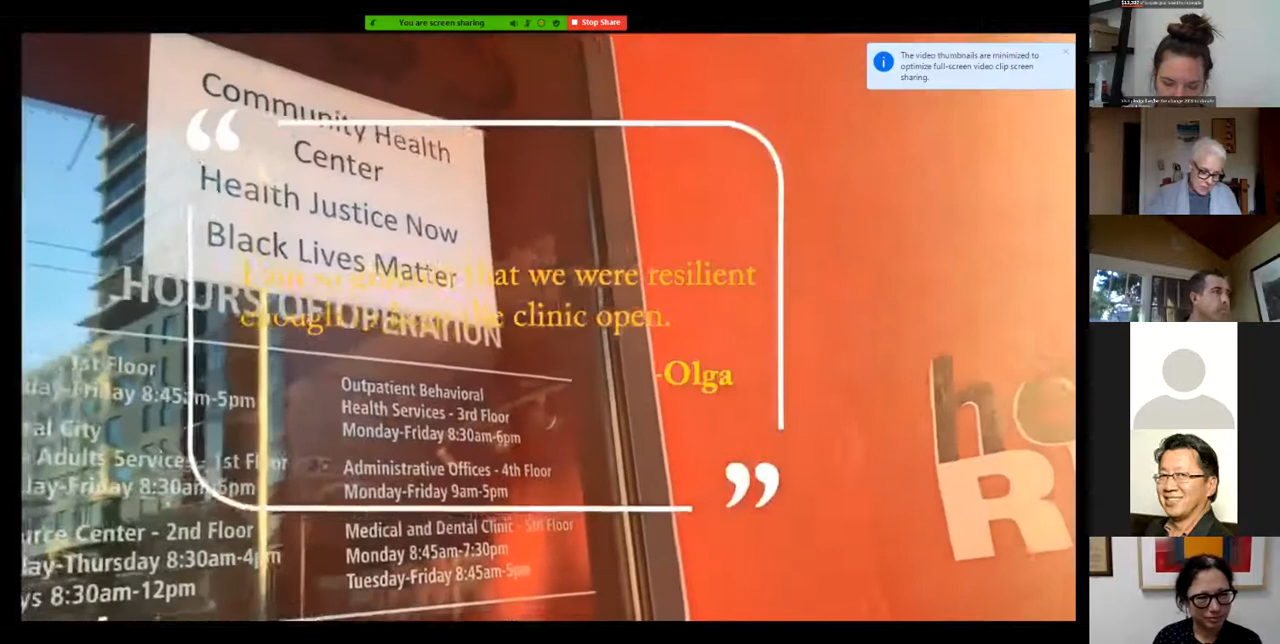 You are screen sharing
Stop Share
The video thumbnails are minimized to
optimize full-screen video clip screen
sharing.
Community Health
Center
Health Justice Now
Black Lives Matter
“
that we were resilient
the clinic open.
-Olga
”
HOURS OF OPERATION
1st Floor
8:45am-5pm
City
Adults Services - 1st Floor
8:30am-5pm
Center - 2nd Floor
8:30am-4pm
8:30am-12pm
Outpatient Behavioral
Health Services - 3rd Floor
Monday-Friday 8:30am-6pm
Administrative Offices - 4th Floor
Monday-Friday 9am-5pm
Medical and Dental Clinic - 5th Floor
Monday 8:45am-7:30pm
Tuesday-Friday 8:45am-5pm